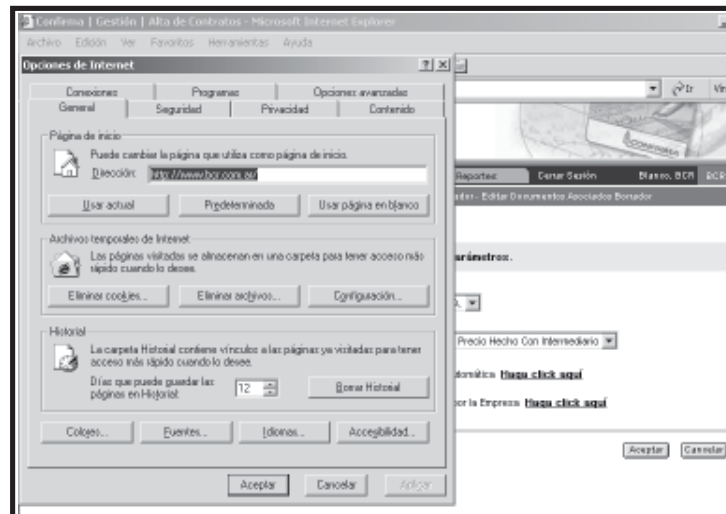 Confirma | Gestión | Alta de Contratos - Microsoft Internet Explorer
Archivo Edición Ver Favoritos Herramientas Ayuda
Opciones de Internet
Conexiones Programas Opciones avanzadas
General Seguridad Privacidad Contenido
Página de inicio
Puede cambiar la página que utiliza como página de inicio.
Dirección: http://www.bcr.com.ar/
Usar actual Predeterminada Usar página en blanco
Archivos temporales de Internet
Las páginas visitadas se almacenan en una carpeta para tener acceso más
rápido cuando lo desee.
Eliminar cookies... Eliminar archivos... Configuración...
Historial
La carpeta Historial contiene vínculos a las páginas ya visitadas para tener
acceso más rápido cuando lo desee.
Días que puede guardar las
páginas en Historial: 12 Borrar Historial
Colores... Fuentes... Idiomas... Accesibilidad...
Aceptar Cancelar Aplicar
Ir Vín
CONFIRMA
Reportes Cerrar Sesión Blanco, BCR BCR
ador - Editar Documentos Asociados Borrador
arámetros.
Precio Hecho Con Intermediario
tomática Haga click aquí
por la Empresa Haga click aquí
Aceptar Cancelar